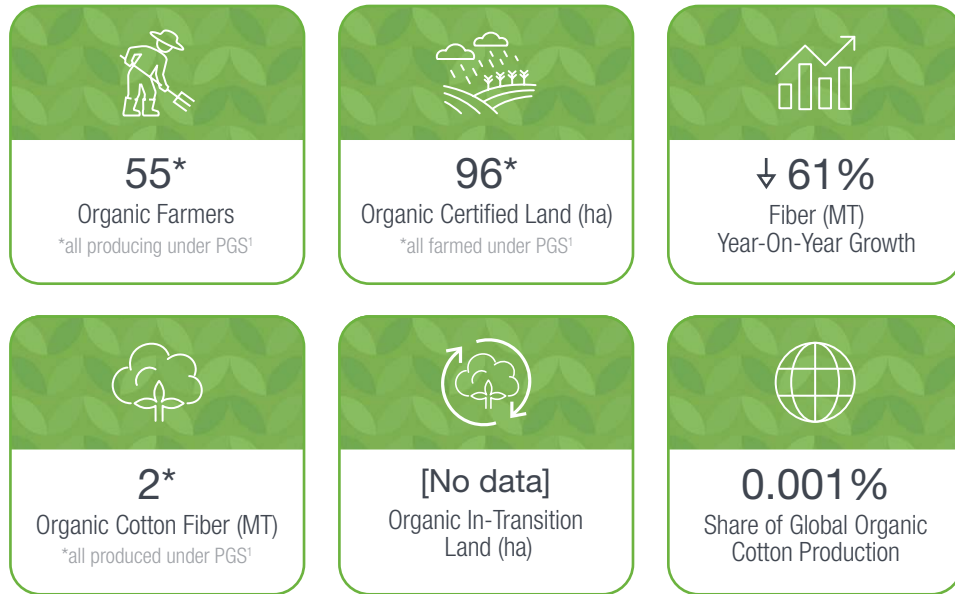 55*
Organic Farmers
*all producing under PGS¹
96*
Organic Certified Land (ha)
*all farmed under PGS¹
↓ 61%
Fiber (MT)
Year-On-Year Growth
2*
Organic Cotton Fiber (MT)
*all produced under PGS¹
[No data]
Organic In-Transition
Land (ha)
0.001%
Share of Global Organic
Cotton Production